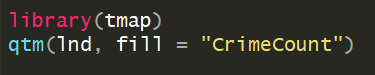 library(tmap)
qtm(lnd, fill = "CrimeCount")